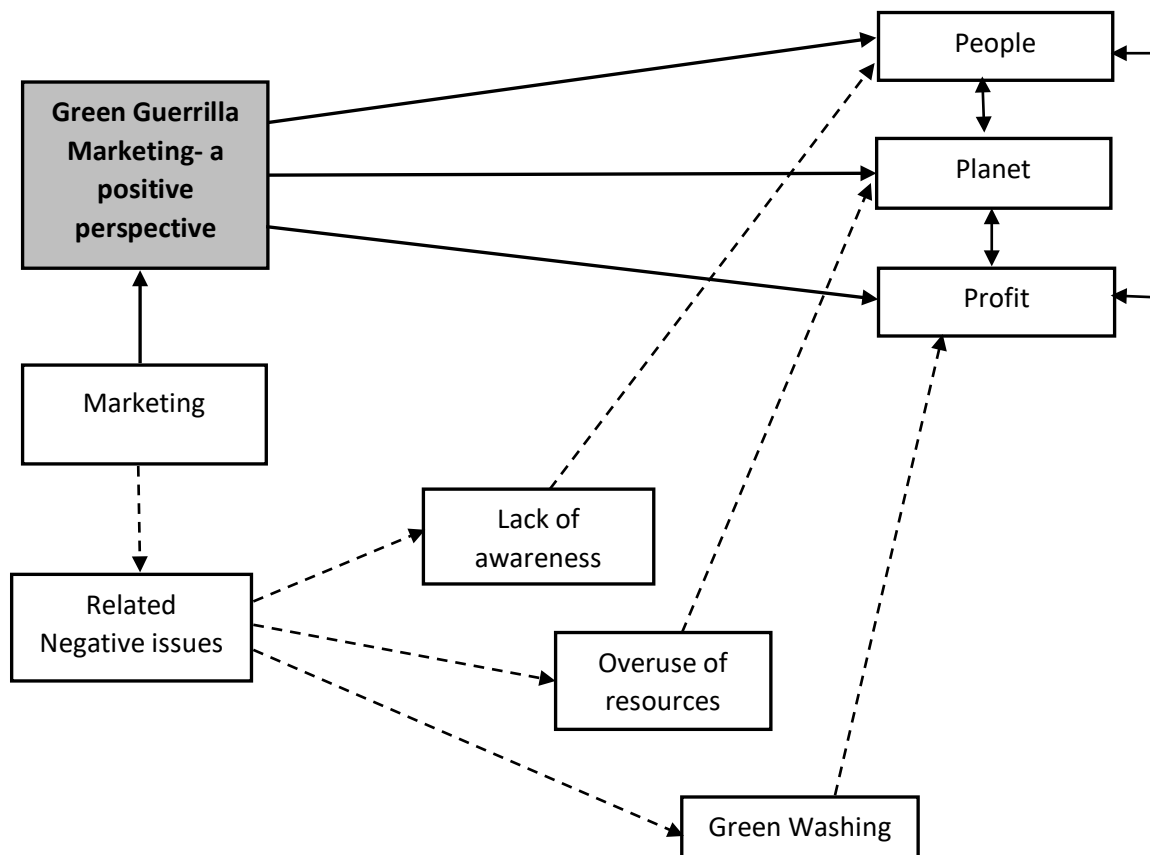 People
Green Guerrilla
Marketing- a
positive
perspective
Planet
Profit
Marketing
Lack of
awareness
Related
Negative issues
Overuse of
resources
Green Washing